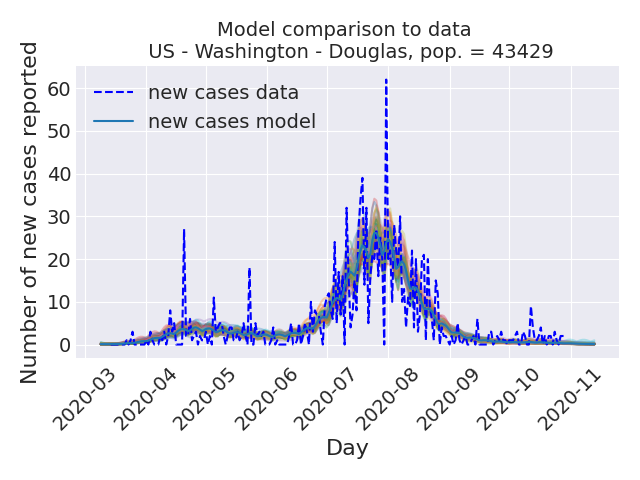 Model comparison to data
US - Washington - Douglas, pop. = 43429
Number of new cases reported
60
50
40
30
20
10
0
new cases data
new cases model
2020-03
2020-04
2020-05
2020-06
2020-07
2020-08
2020-09
2020-10
2020-11
Day